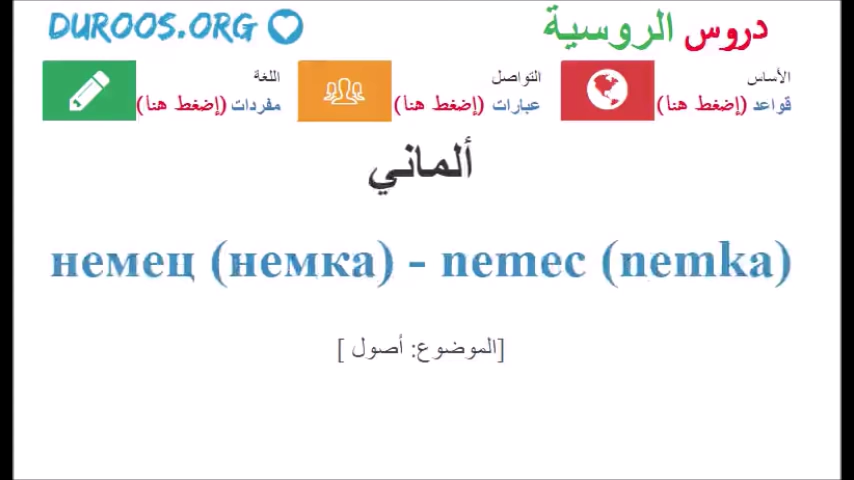 DUROOS.ORG
دروس الروسية
الأساس
قواعد (إضغط هنا)
التواصل
عبارات (إضغط هنا)
اللغة
مفردات (إضغط هنا)
ألماني
немец (немка) - nemec (nemka)
[الموضوع: أصول ]